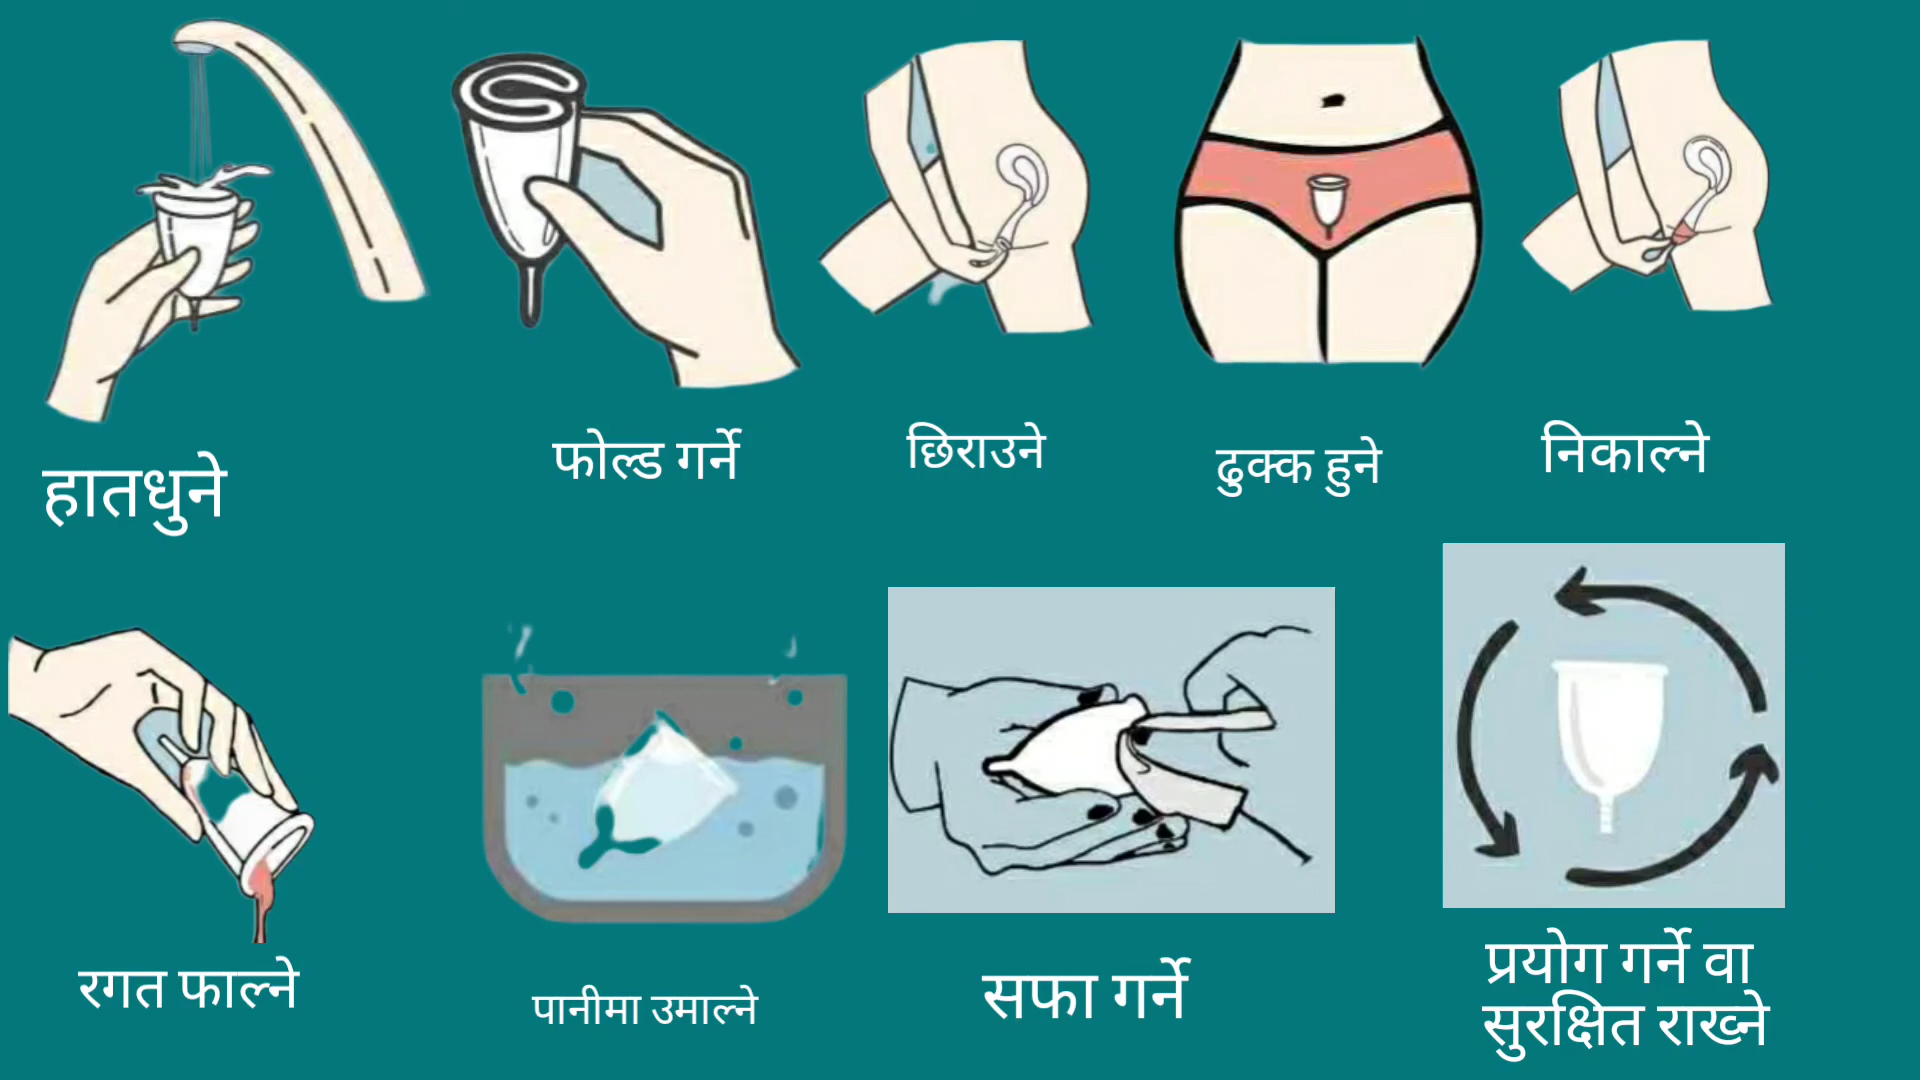 हातधुने
फोल्ड गर्ने
छिराउने
ढुक्क हुने
निकाल्ने
रगत फाल्ने
पानीमा उमाल्ने
सफा गर्ने
प्रयोग गर्ने वा
सुरक्षित राख्ने